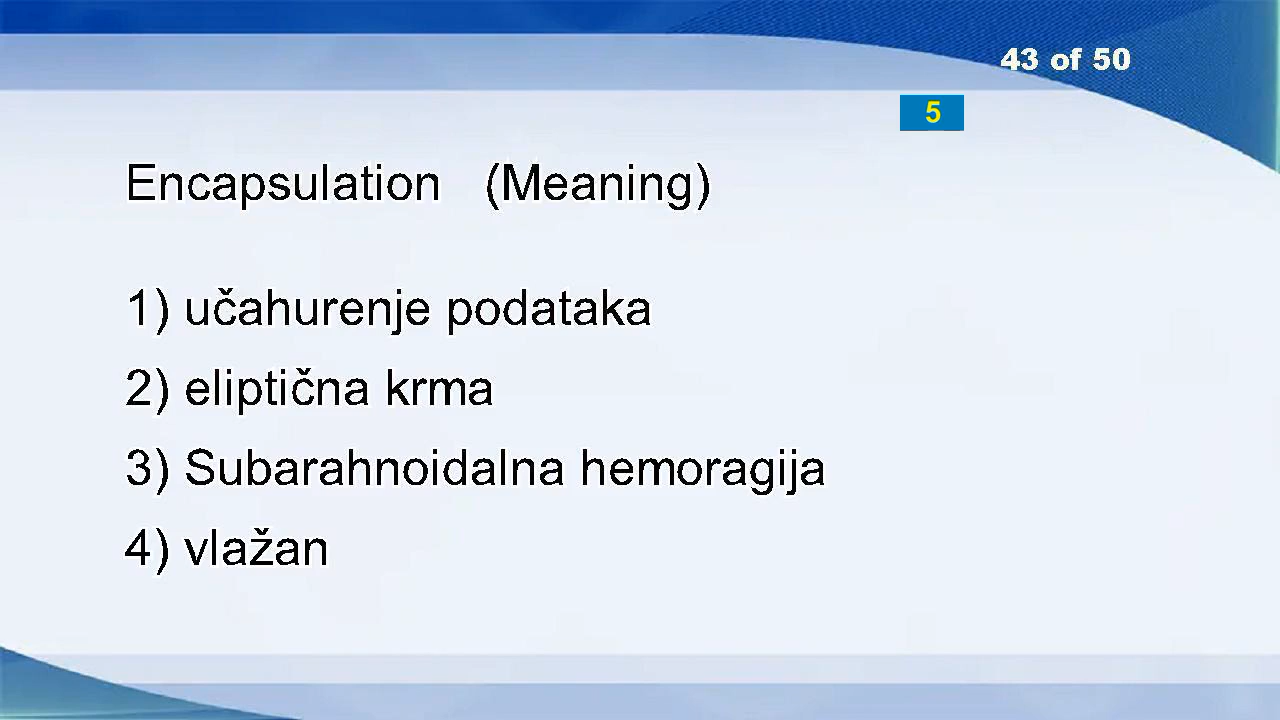 43 of 50
5
Encapsulation (Meaning)
1) učahurenje podataka
2) eliptična krma
3) Subarahnoidalna hemoragija
4) vlažan